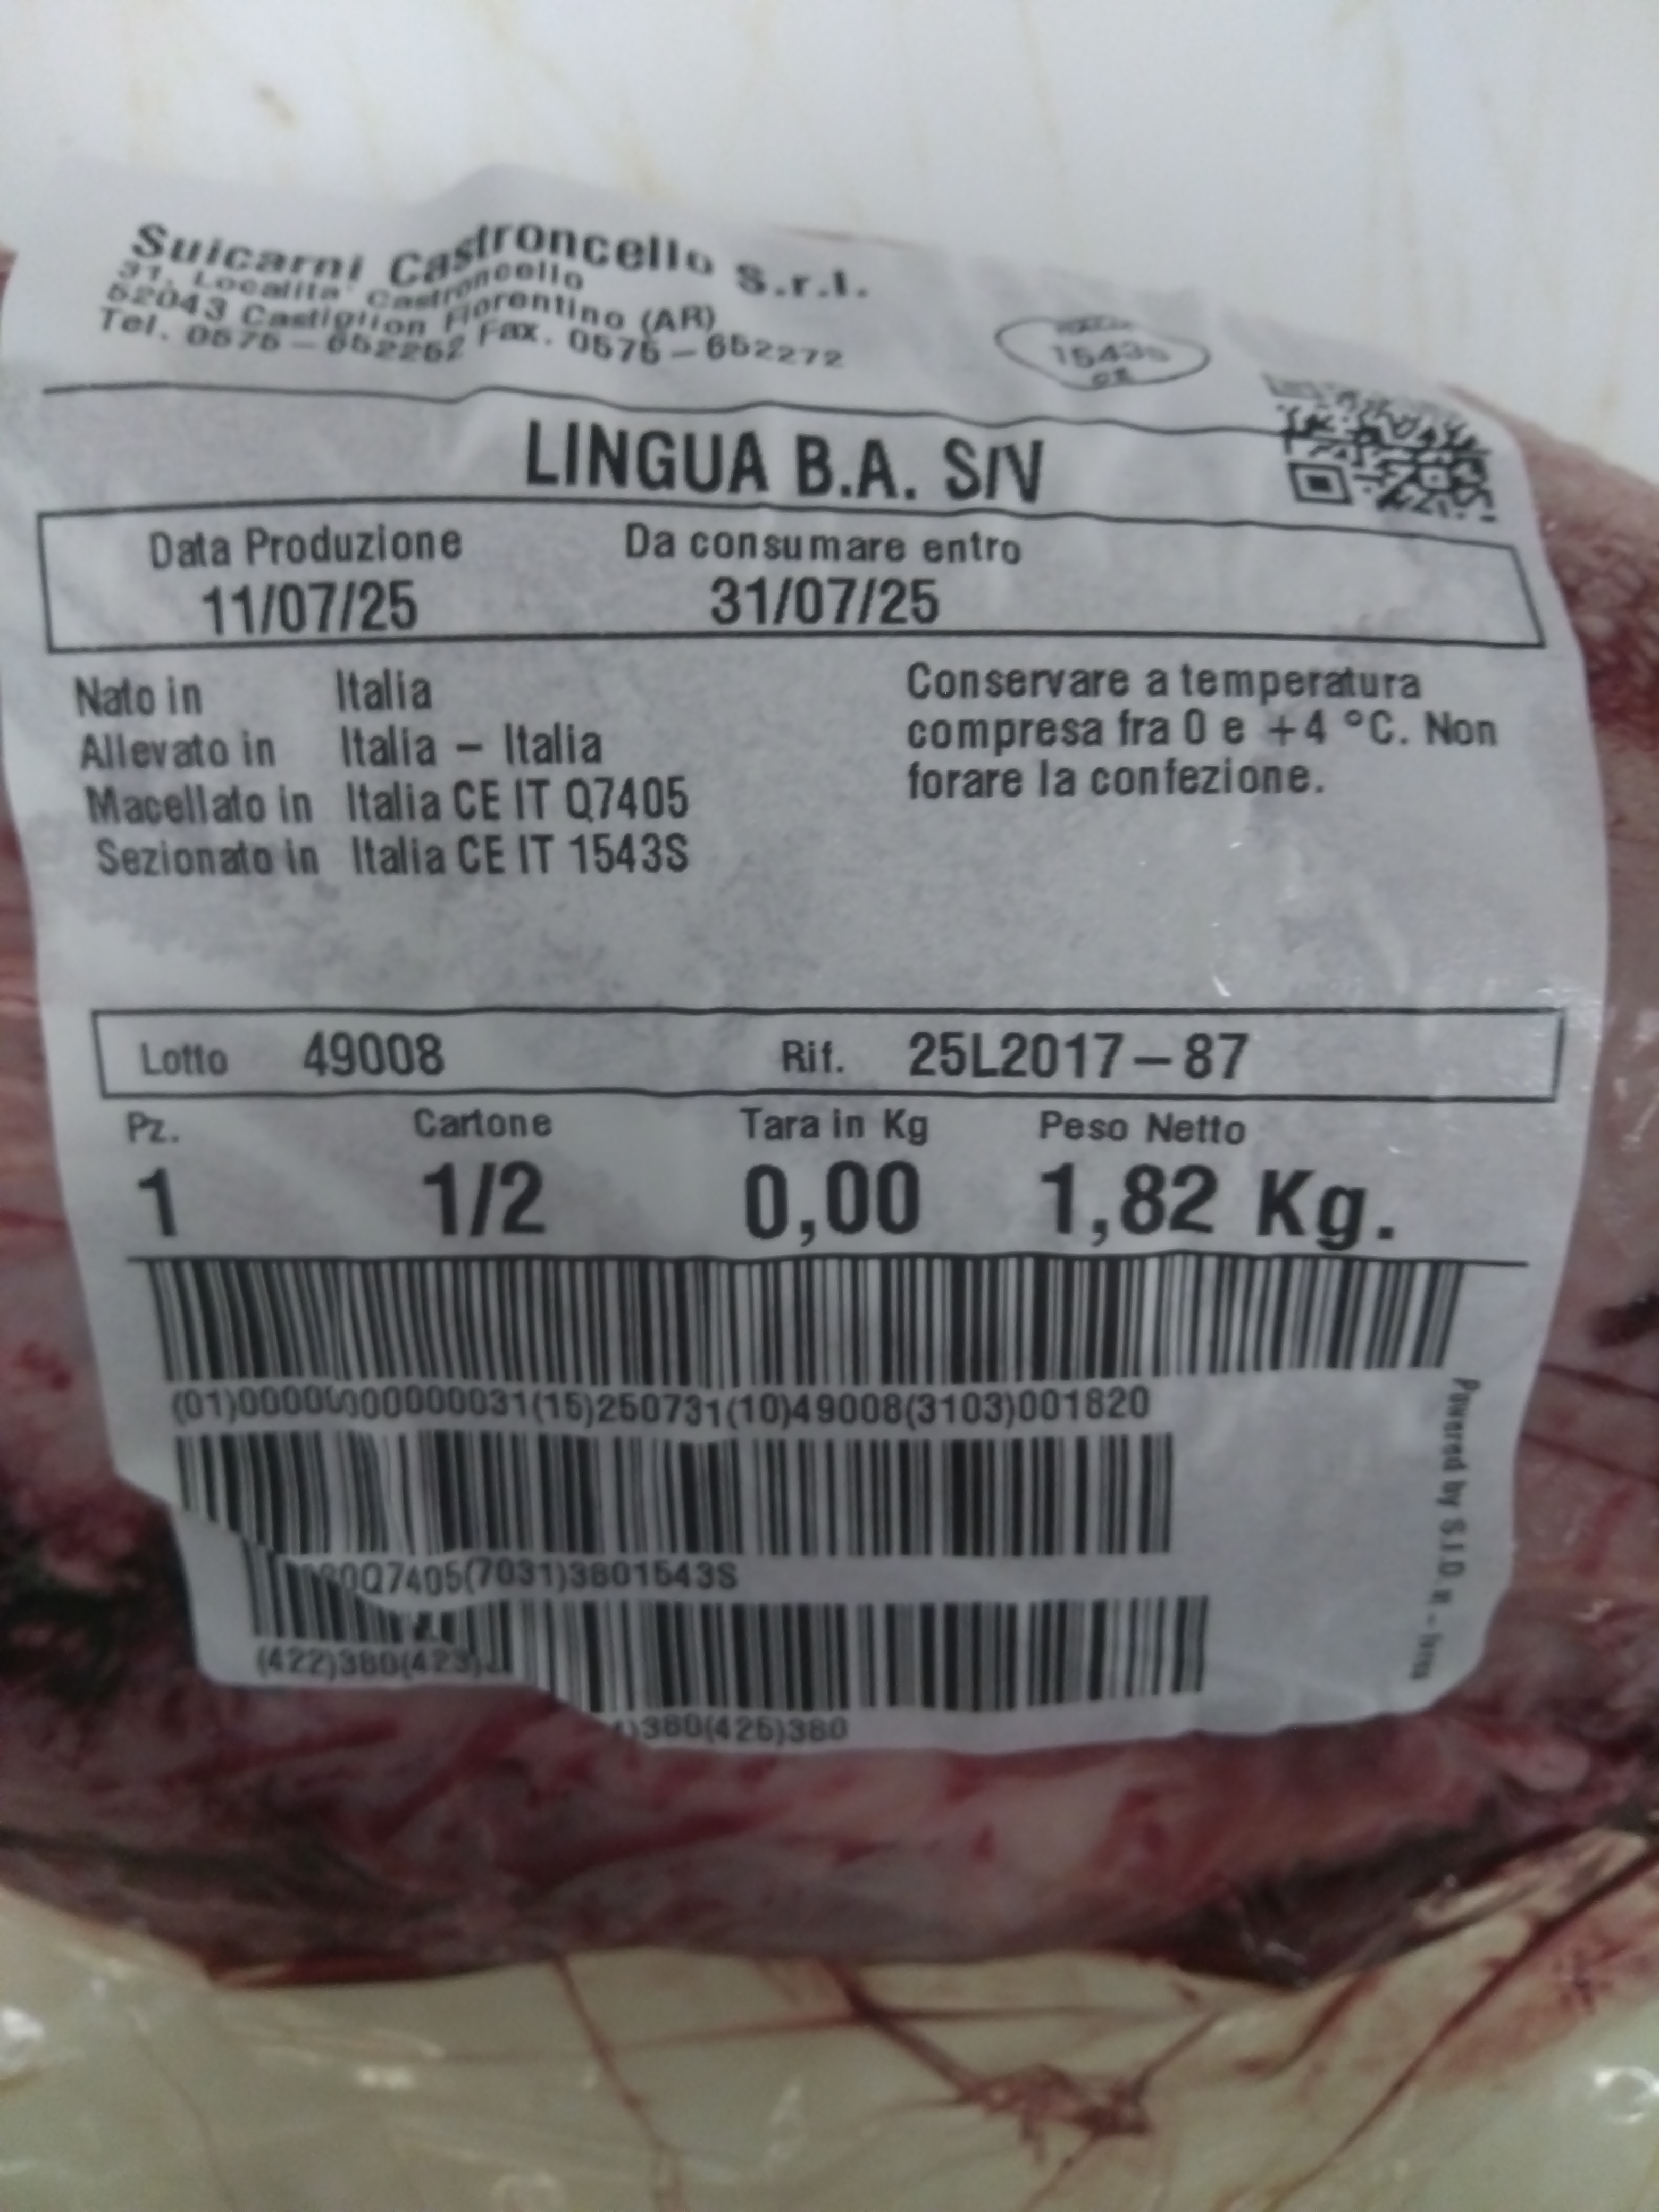 Suicarni Castroncello S.r.l.
31, Localita' Castroncello
52043 Castiglion Fiorentino (AR)
Tel. 0575-652252 Fax. 0575-652272
1543S
CE
LINGUA B.A. S/V
Data Produzione Da consumare entro
11/07/25 31/07/25
Nato in Italia
Allevato in Italia - Italia
Macellato in Italia CE IT Q7405
Sezionato in Italia CE IT 1543S
Conservare a temperatura
compresa fra 0 e +4 °C. Non
forare la confezione.
Lotto 49008 Rif. 25L2017-87
Pz. Cartone Tara in Kg Peso Netto
1 1/2 0,00 1,82 Kg.
(01)00000000000031(15)250731(10)49008(3103)001820
Q7405(7031)3801543S
(422)380(423)
)380(425)380
Powered by